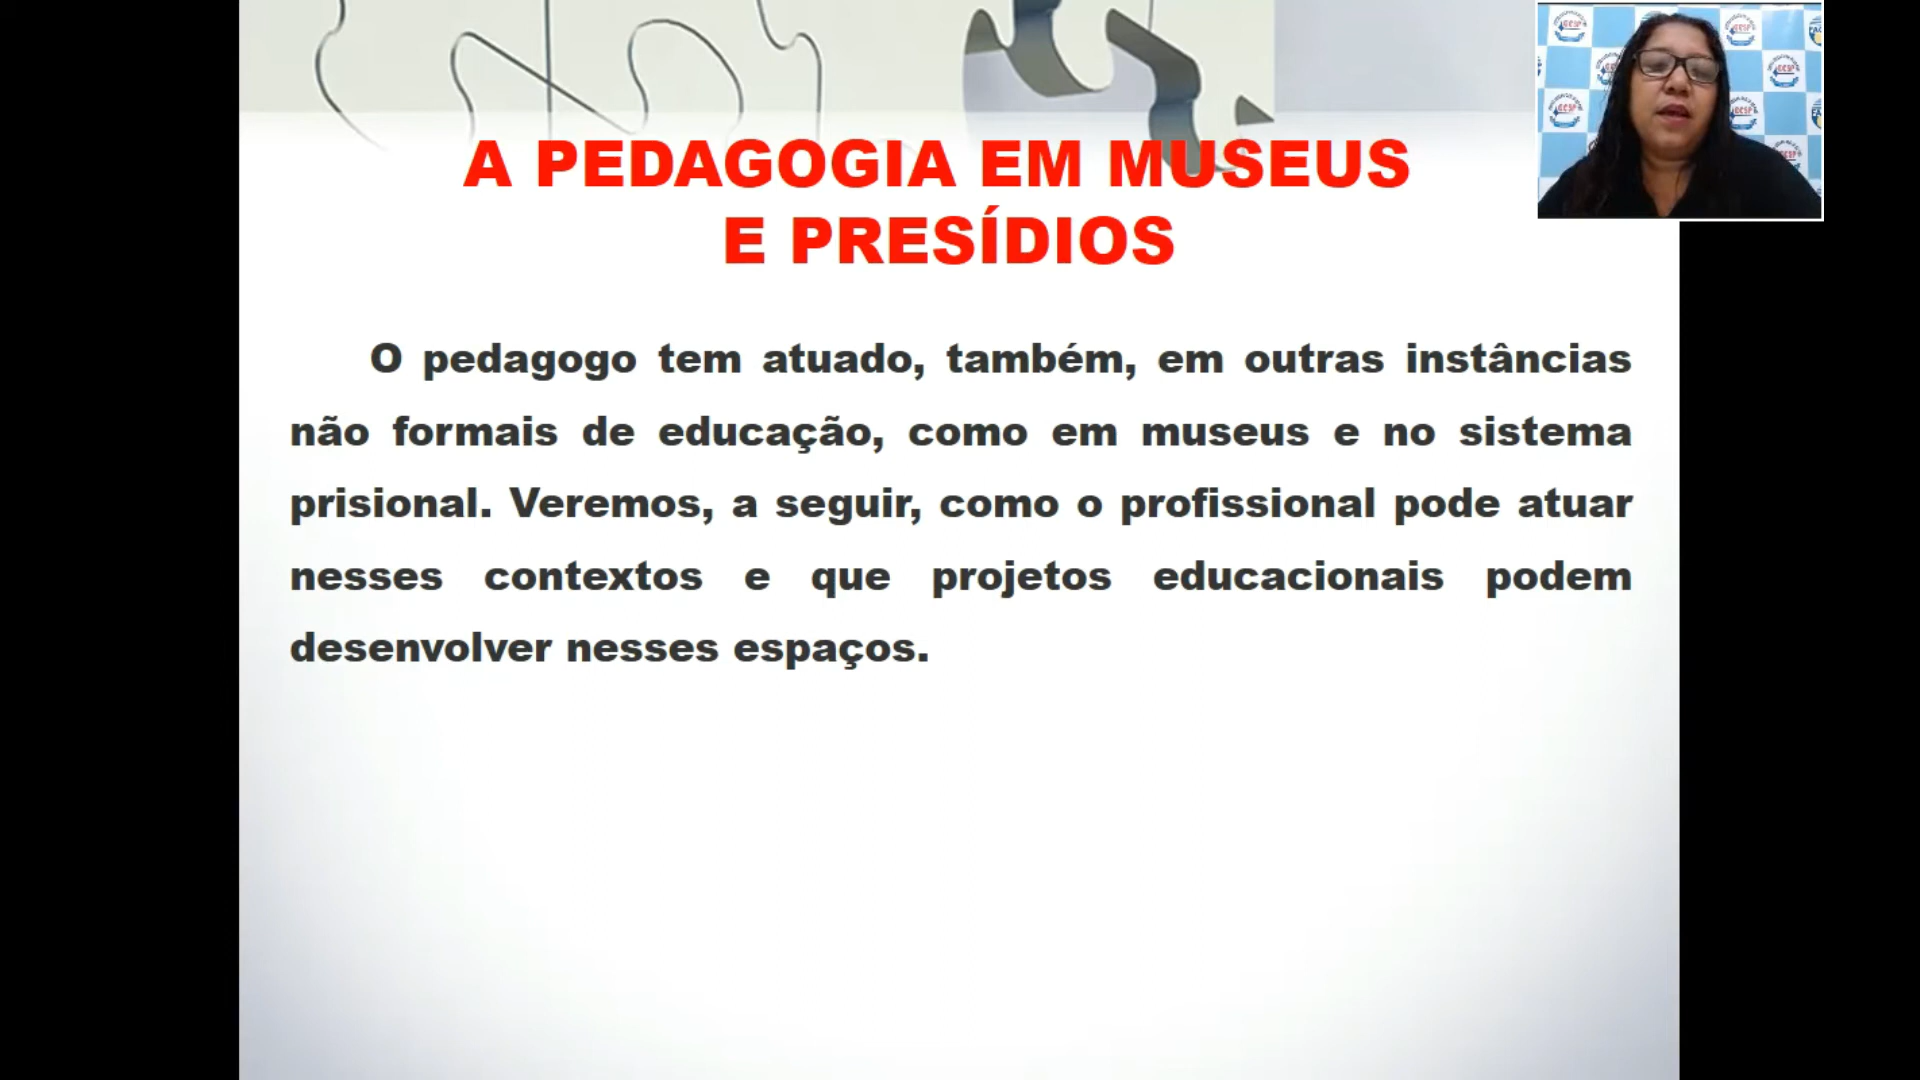 A PEDAGOGIA EM MUSEUS
E PRESÍDIOS
O pedagogo tem atuado, também, em outras instâncias
não formais de educação, como em museus e no sistema
prisional. Veremos, a seguir, como o profissional pode atuar
nesses contextos e que projetos educacionais podem
desenvolver nesses espaços.